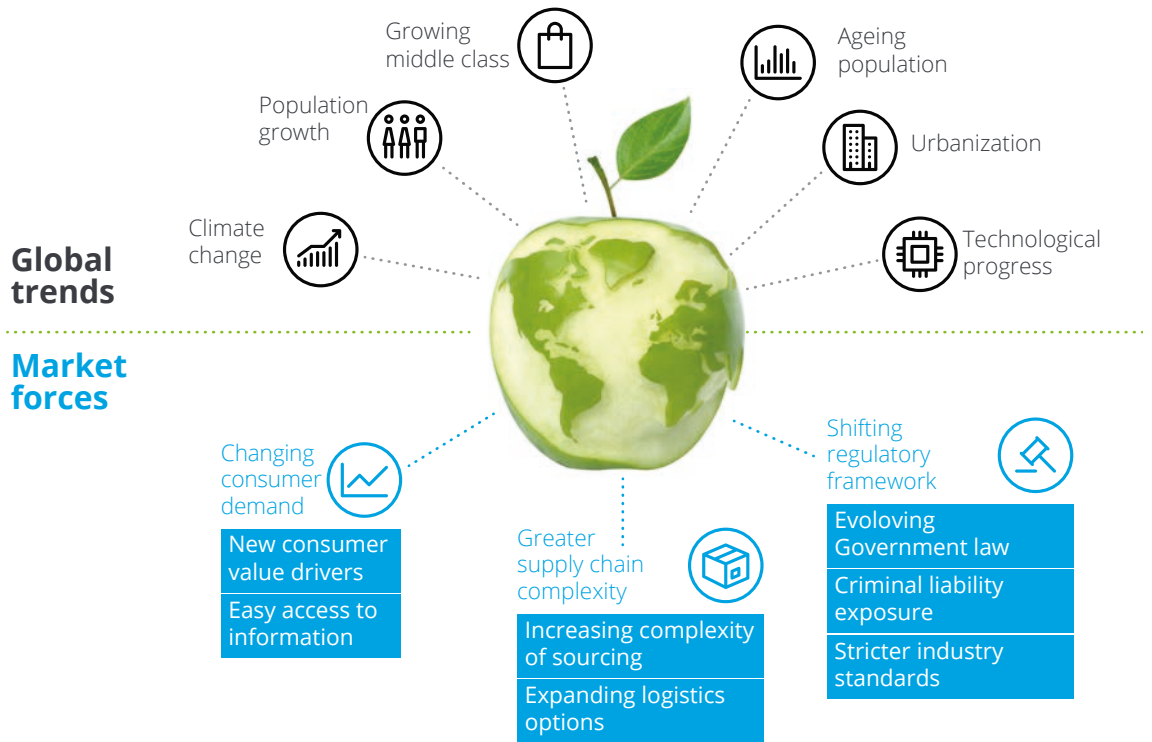 Growing
middle class
Ageing
population
Population
growth
Urbanization
Climate
change
Technological
progress
Global
trends
Market
forces
Changing
consumer
demand
New consumer
value drivers
Easy access to
information
Greater
supply chain
complexity
Increasing complexity
of sourcing
Expanding logistics
options
Shifting
regulatory
framework
Evoloving
Government law
Criminal liability
exposure
Stricter industry
standards